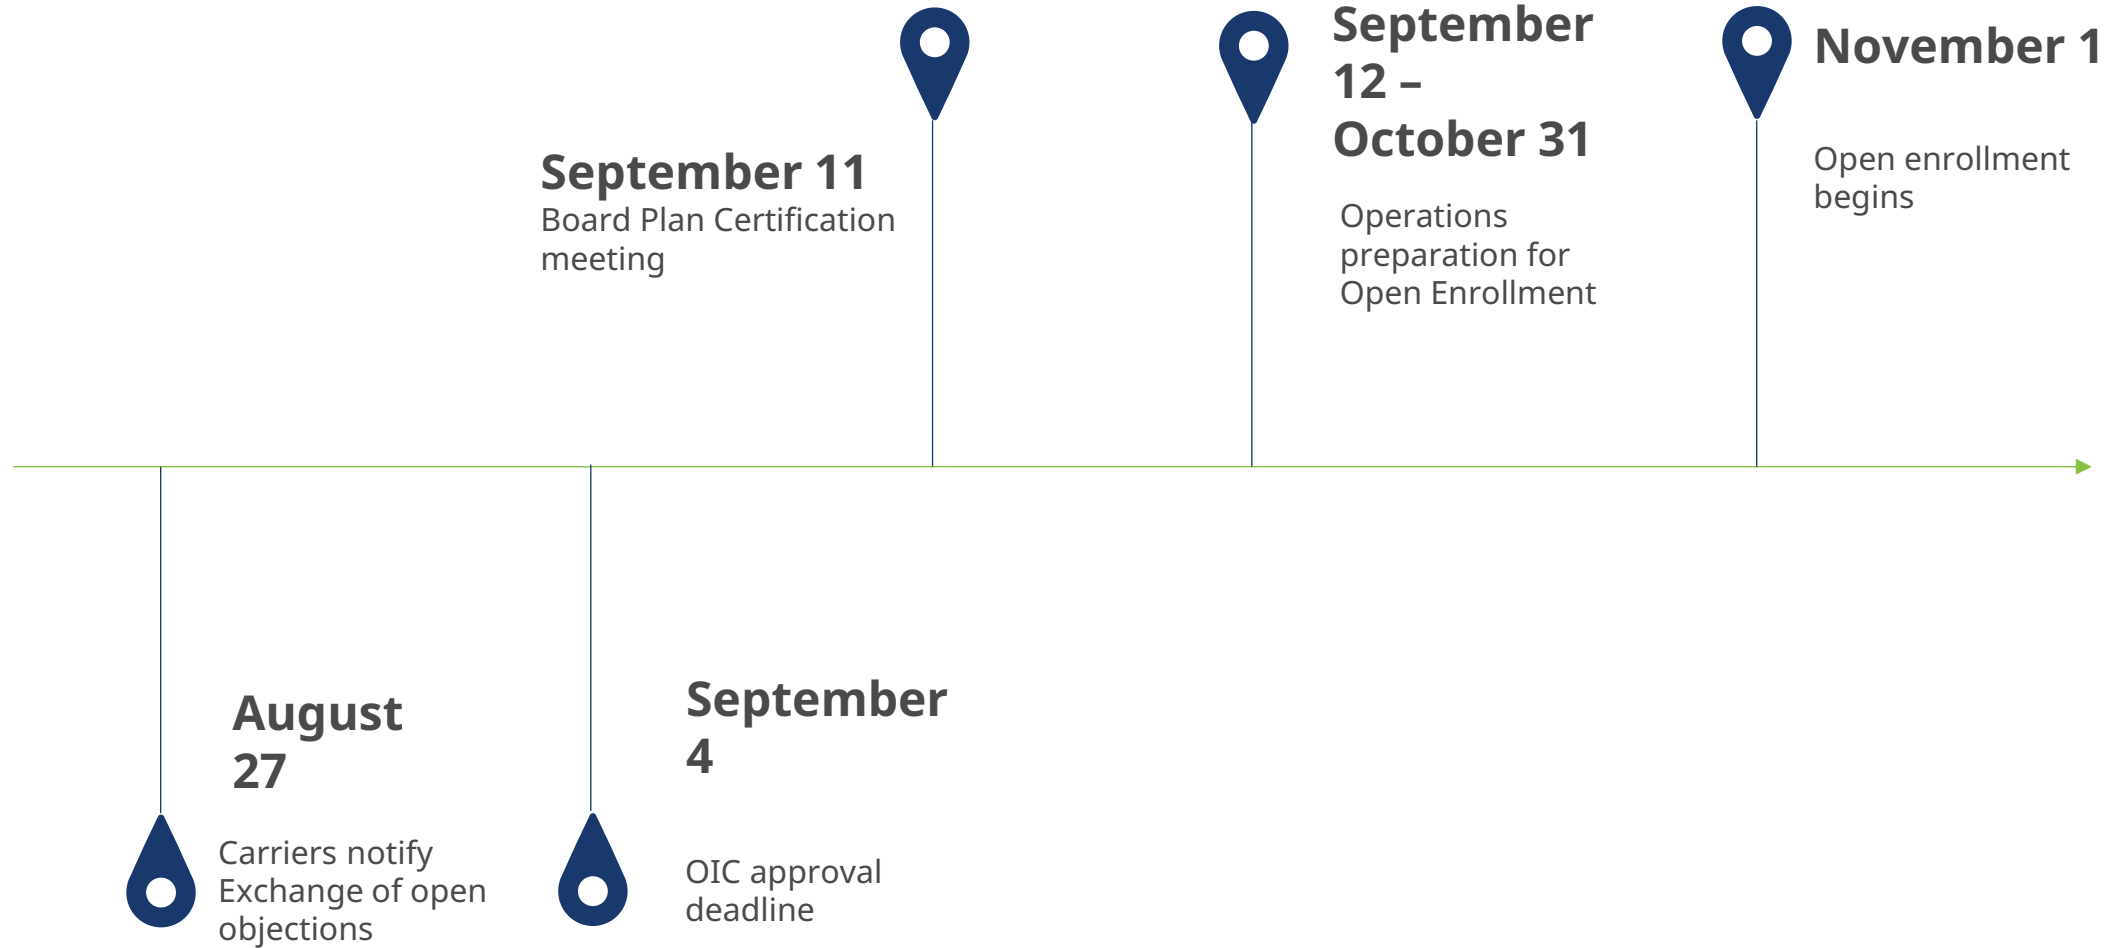 September 11
Board Plan Certification
meeting
September
12 –
October 31
Operations
preparation for
Open Enrollment
November 1
Open enrollment
begins
August
27
Carriers notify
Exchange of open
objections
September
4
OIC approval
deadline